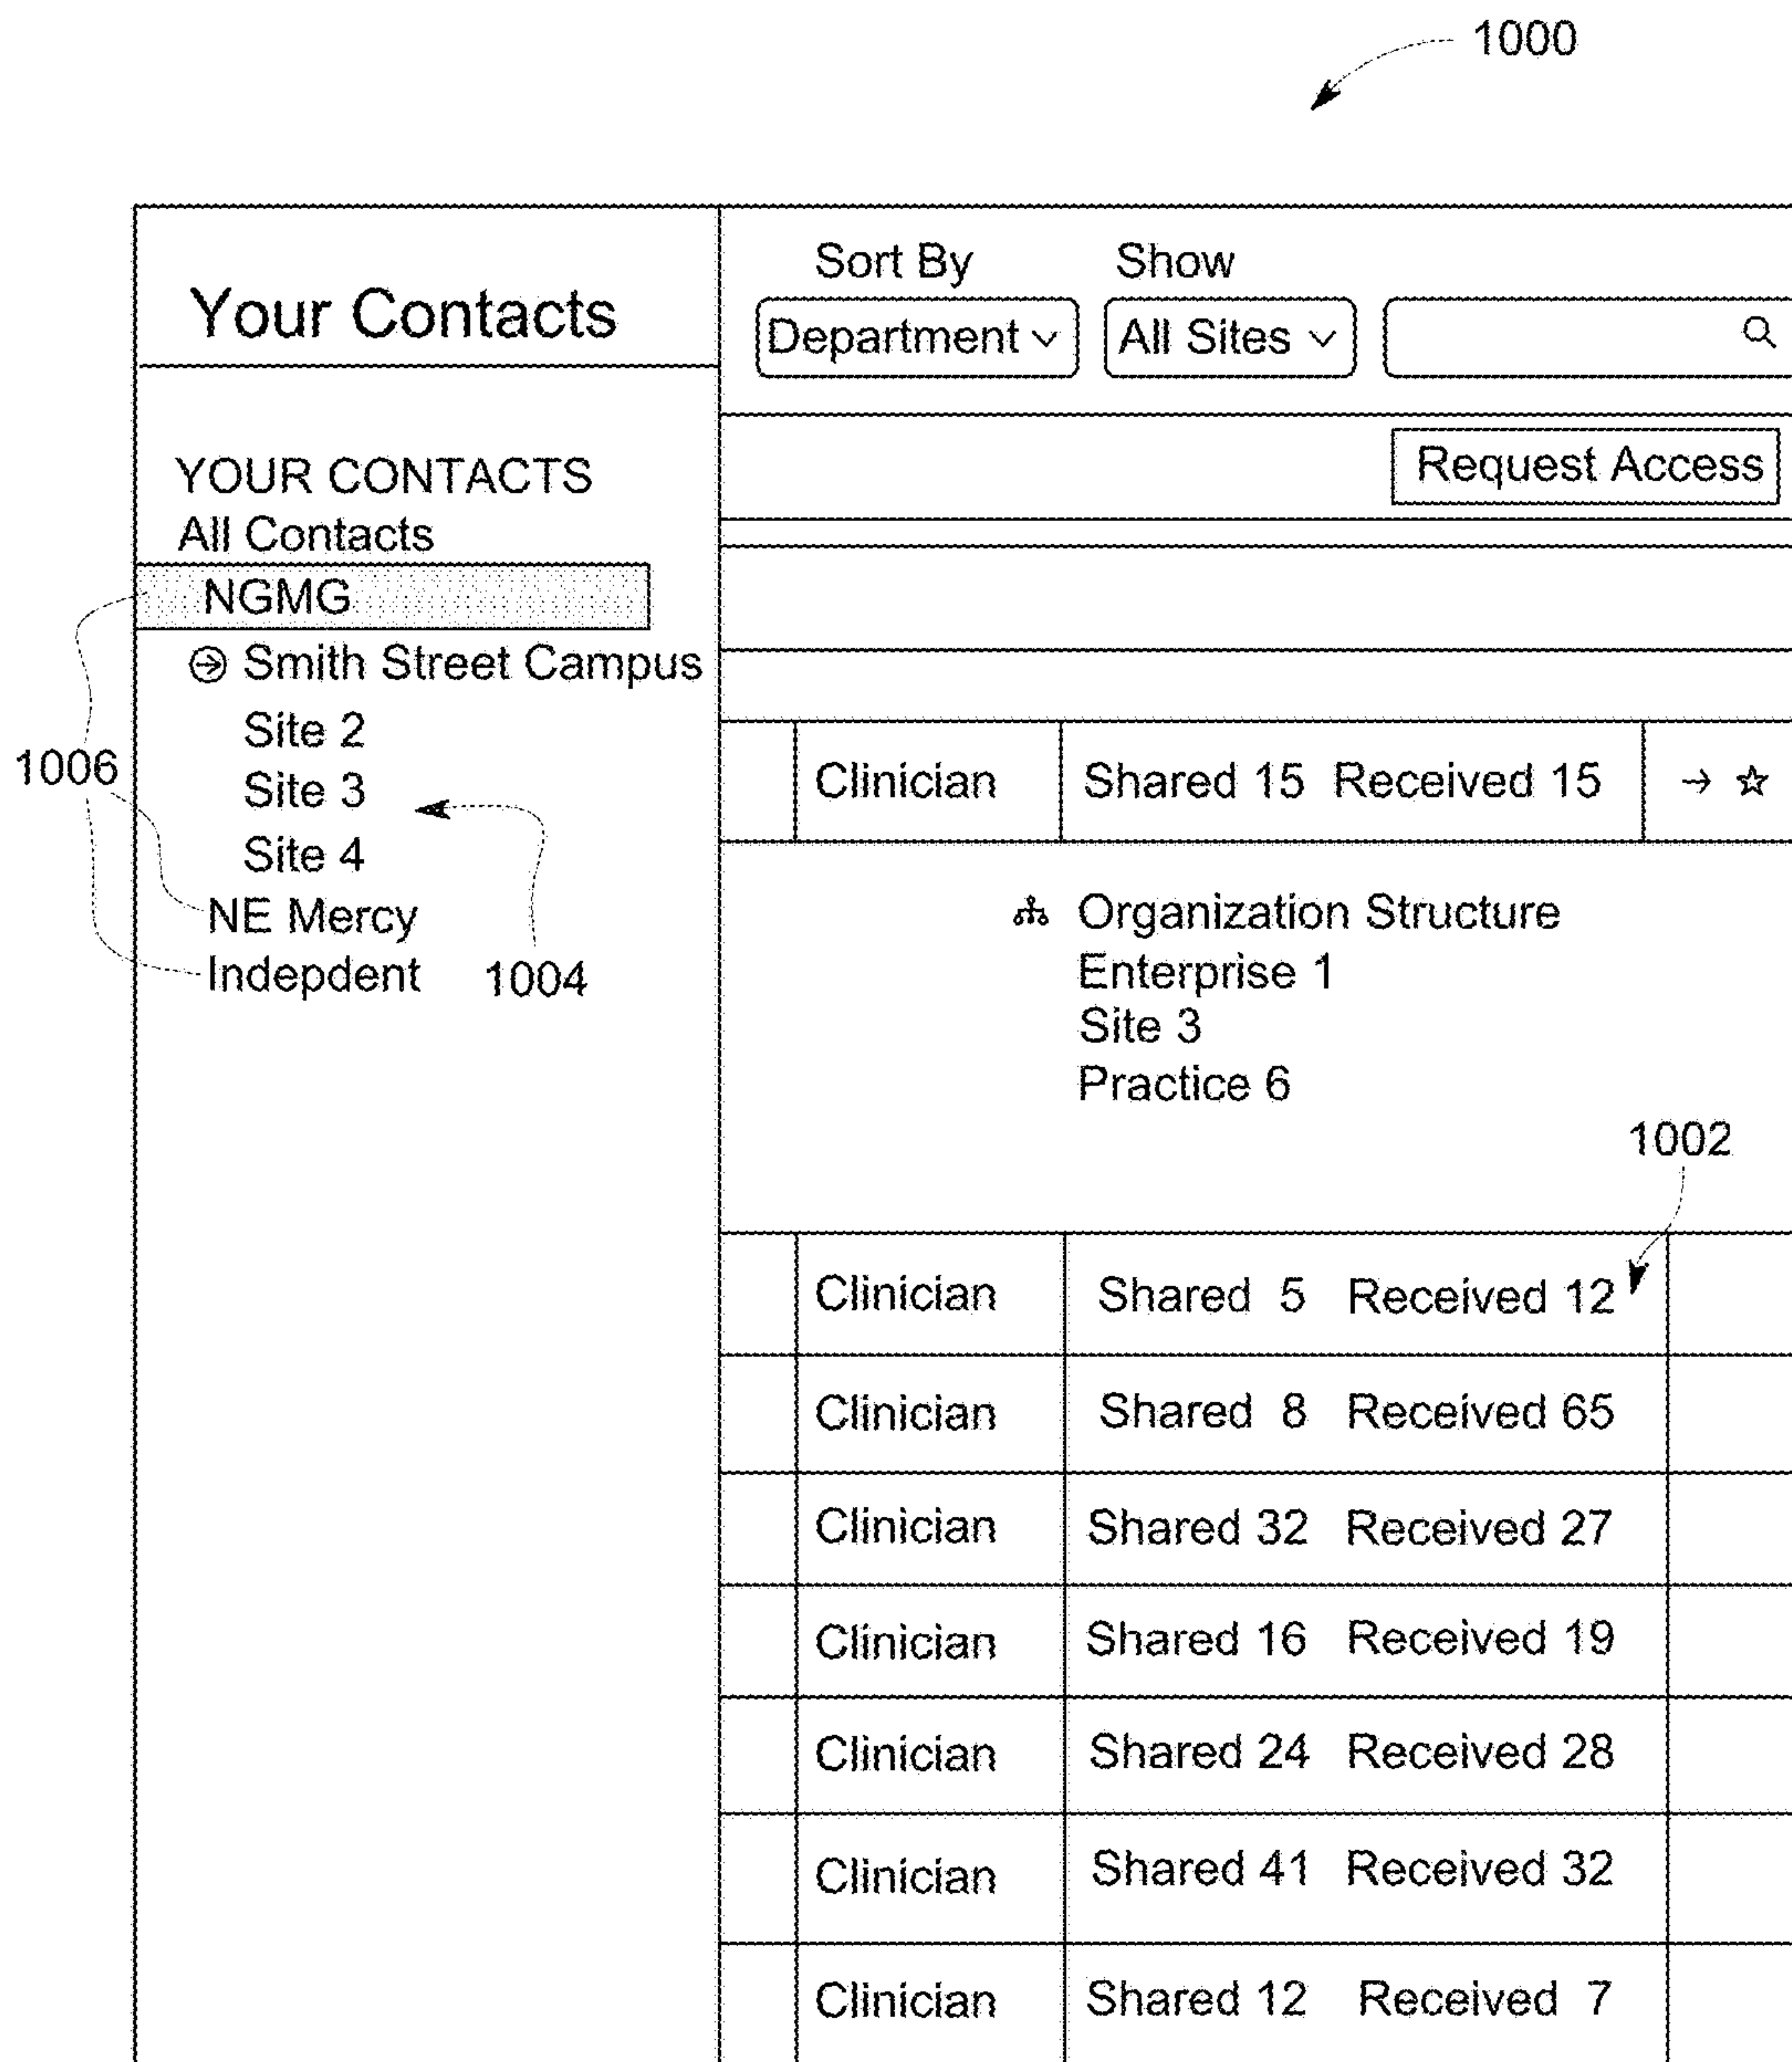 1000
Your Contacts
Sort By Show
Department All Sites
Request Access
YOUR CONTACTS
All Contacts
NGMG
Smith Street Campus
Site 2
Site 3
Site 4
NE Mercy
Indepdent
1006
1004
Clinician Shared 15 Received 15
Organization Structure
Enterprise 1
Site 3
Practice 6
1002
Clinician Shared 5 Received 12
Clinician Shared 8 Received 65
Clinician Shared 32 Received 27
Clinician Shared 16 Received 19
Clinician Shared 24 Received 28
Clinician Shared 41 Received 32
Clinician Shared 12 Received 7